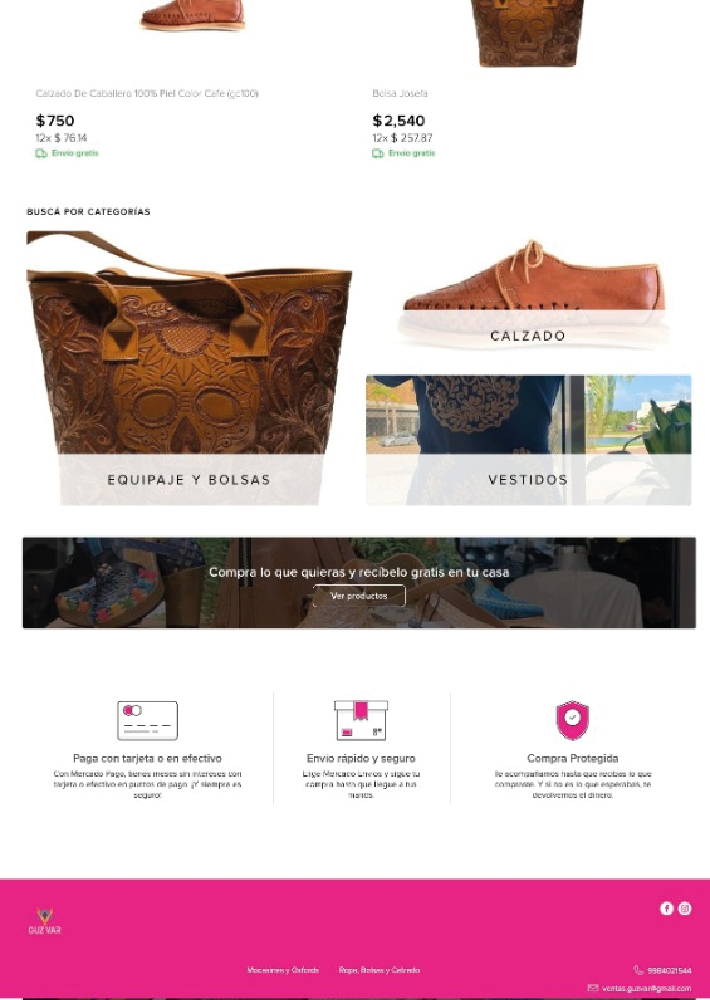 Calzado De Caballero 100% Piel Color Cafe (gc100)
$750
12x $ 76.14
Envío gratis
Bolsa Josefa
$2,540
12x $ 257.87
Envío gratis
BUSCÁ POR CATEGORÍAS
EQUIPAJE Y BOLSAS
CALZADO
VESTIDOS
Compra lo que quieras y recíbelo gratis en tu casa
Ver productos
Paga con tarjeta o en efectivo
Con Mercado Pago, tienes meses sin intereses con
tarjeta o efectivo en puntos de pago. ¡Y siempre es
seguro!
Envío rápido y seguro
Elige Mercado Envíos y sigue tu
compra hasta que llegue a tus
manos.
Compra Protegida
Te acompañamos hasta que recibas lo que
compraste. Y si no es lo que esperabas, te
devolvemos el dinero.
GUZVAR
Mocasines y Oxfords
Ropa, Bolsas y Calzado
9984021544
ventas.guzvar@gmail.com